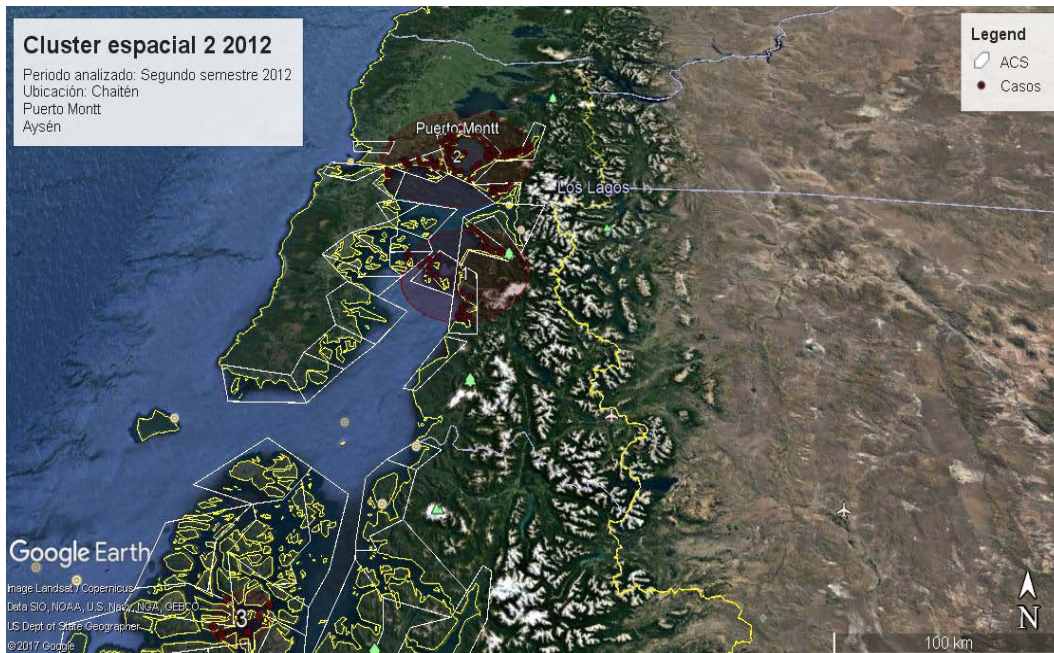 Cluster espacial 2 2012
Periodo analizado: Segundo semestre 2012
Ubicación: Chaitén
Puerto Montt
Aysén
Legend
ACS
Casos
Puerto Montt
2
Los Lagos
1
3
Google Earth
Image Landsat / Copernicus
Data SIO, NOAA, U.S. Navy, NGA, GEBCO
US Dept of State Geographer
©2017 Google
N
100 km